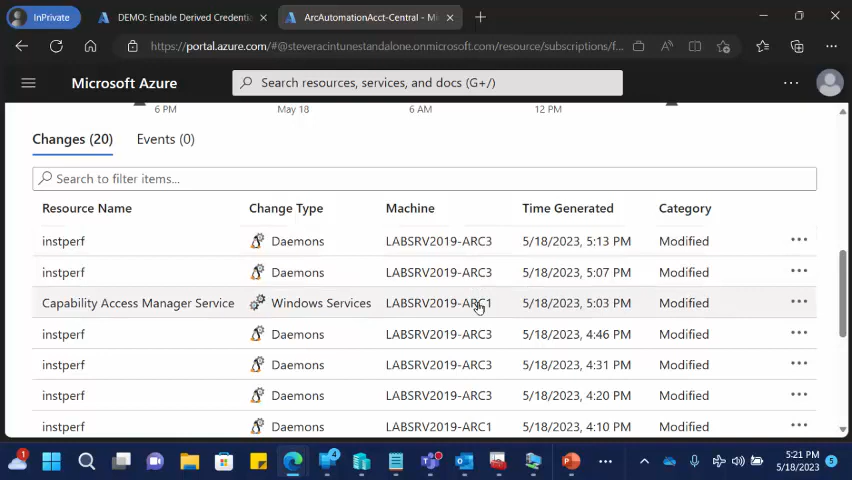 InPrivate
DEMO: Enable Derived Credentia
ArcAutomationAcct-Central - Mi
https://portal.azure.com/#@steveracintunestandalone.onmicrosoft.com/resource/subscriptions/f...
Microsoft Azure
Search resources, services, and docs (G+/)
6 PM May 18 6 AM 12 PM
Changes (20) Events (0)
Search to filter items...
Resource Name Change Type Machine Time Generated Category
instperf Daemons LABSRV2019-ARC3 5/18/2023, 5:13 PM Modified
instperf Daemons LABSRV2019-ARC3 5/18/2023, 5:07 PM Modified
Capability Access Manager Service Windows Services LABSRV2019-ARC1 5/18/2023, 5:03 PM Modified
instperf Daemons LABSRV2019-ARC3 5/18/2023, 4:46 PM Modified
instperf Daemons LABSRV2019-ARC3 5/18/2023, 4:31 PM Modified
instperf Daemons LABSRV2019-ARC3 5/18/2023, 4:20 PM Modified
instperf Daemons LABSRV2019-ARC1 5/18/2023, 4:10 PM Modified
1
4
5:21 PM
5/18/2023
5